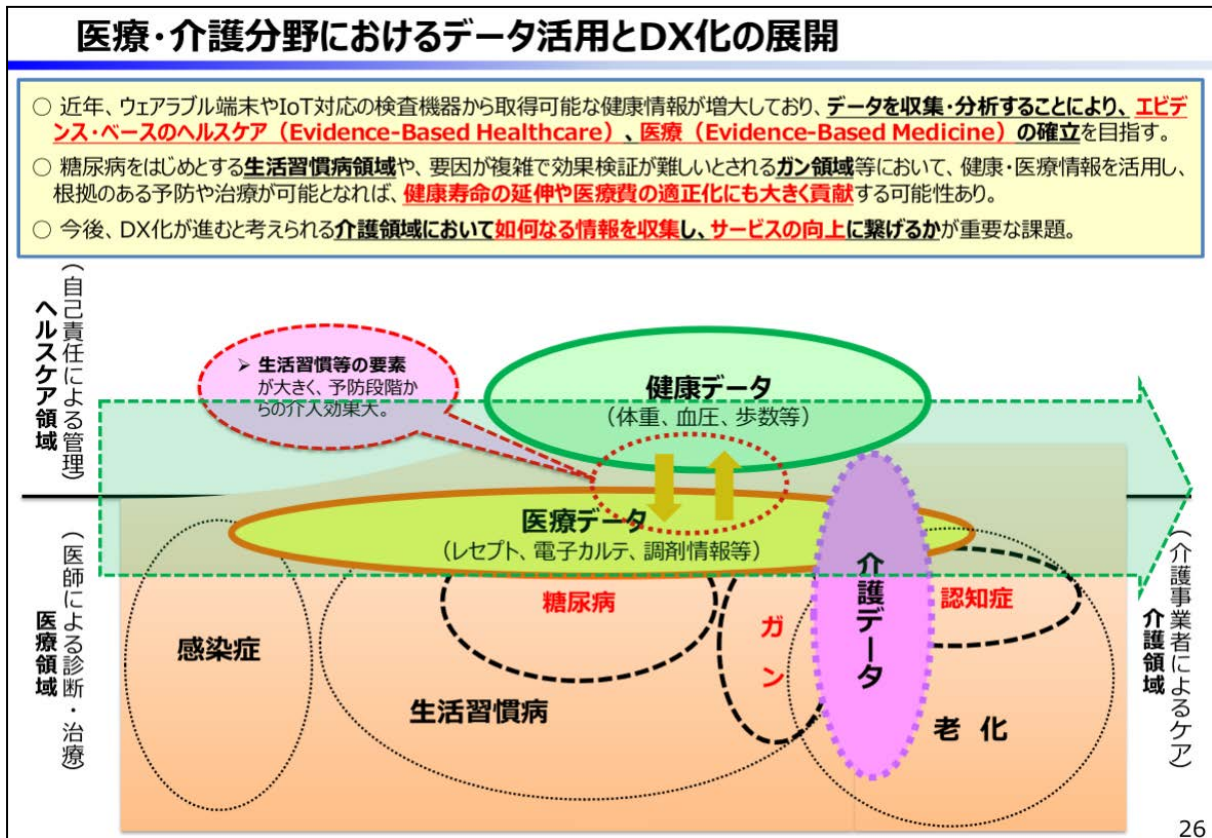 医療・介護分野におけるデータ活用とDX化の展開
○ 近年、ウェアラブル端末やIoT対応の検査機器から取得可能な健康情報が増大しており、データを収集・分析することにより、エビデ
ンス・ベースのヘルスケア（Evidence-Based Healthcare）、医療（Evidence-Based Medicine）の確立を目指す。
○ 糖尿病をはじめとする生活習慣病領域や、要因が複雑で効果検証が難しいとされるガン領域等において、健康・医療情報を活用し、
根拠のある予防や治療が可能となれば、健康寿命の延伸や医療費の適正化にも大きく貢献する可能性あり。
○ 今後、DX化が進むと考えられる介護領域において如何なる情報を収集し、サービスの向上に繋げるかが重要な課題。
ヘルスケア領域
（自己責任による管理）
➢ 生活習慣等の要素
が大きく、予防段階か
らの介入効果大。
健康データ
（体重、血圧、歩数等）
医療データ
（レセプト、電子カルテ、調剤情報等）
医療領域
（医師による診断・治療）
感染症
糖尿病
生活習慣病
ガン
介護データ
認知症
老 化
（介護事業者によるケア）
介護領域
26